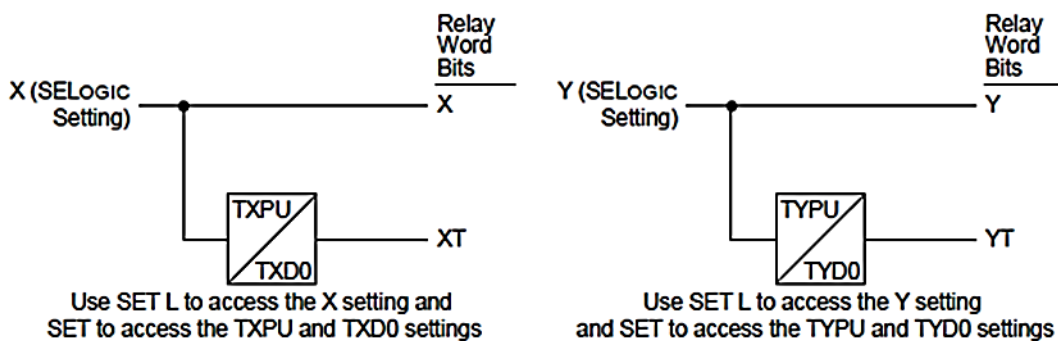 Relay
Word
Bits
X (SELOGIC
Setting)
X
TXPU
TXD0
XT
Use SET L to access the X setting and
SET to access the TXPU and TXD0 settings
Relay
Word
Bits
Y (SELOGIC
Setting)
Y
TYPU
TYD0
YT
Use SET L to access the Y setting
and SET to access the TYPU and TYD0 settings